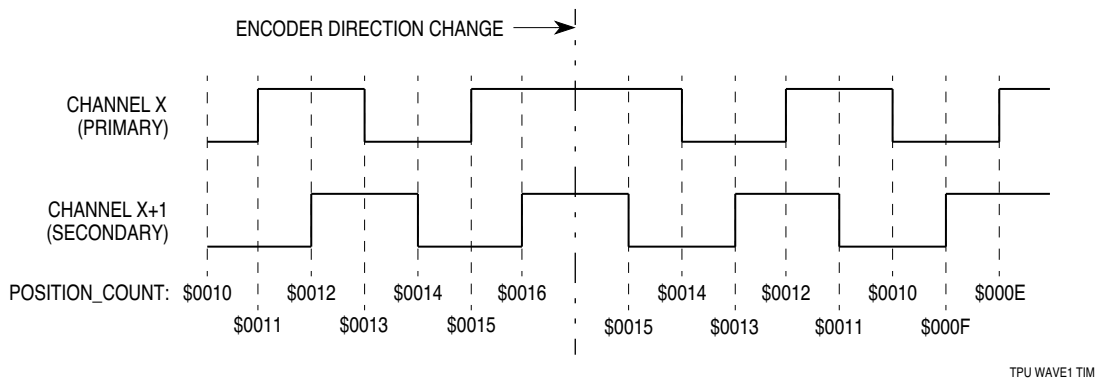 ENCODER DIRECTION CHANGE
CHANNEL X
(PRIMARY)
CHANNEL X+1
(SECONDARY)
POSITION_COUNT: $0010 $0012 $0014 $0016 $0014 $0012 $0010 $000E
$0011 $0013 $0015 $0015 $0013 $0011 $000F
TPU WAVE1 TIM